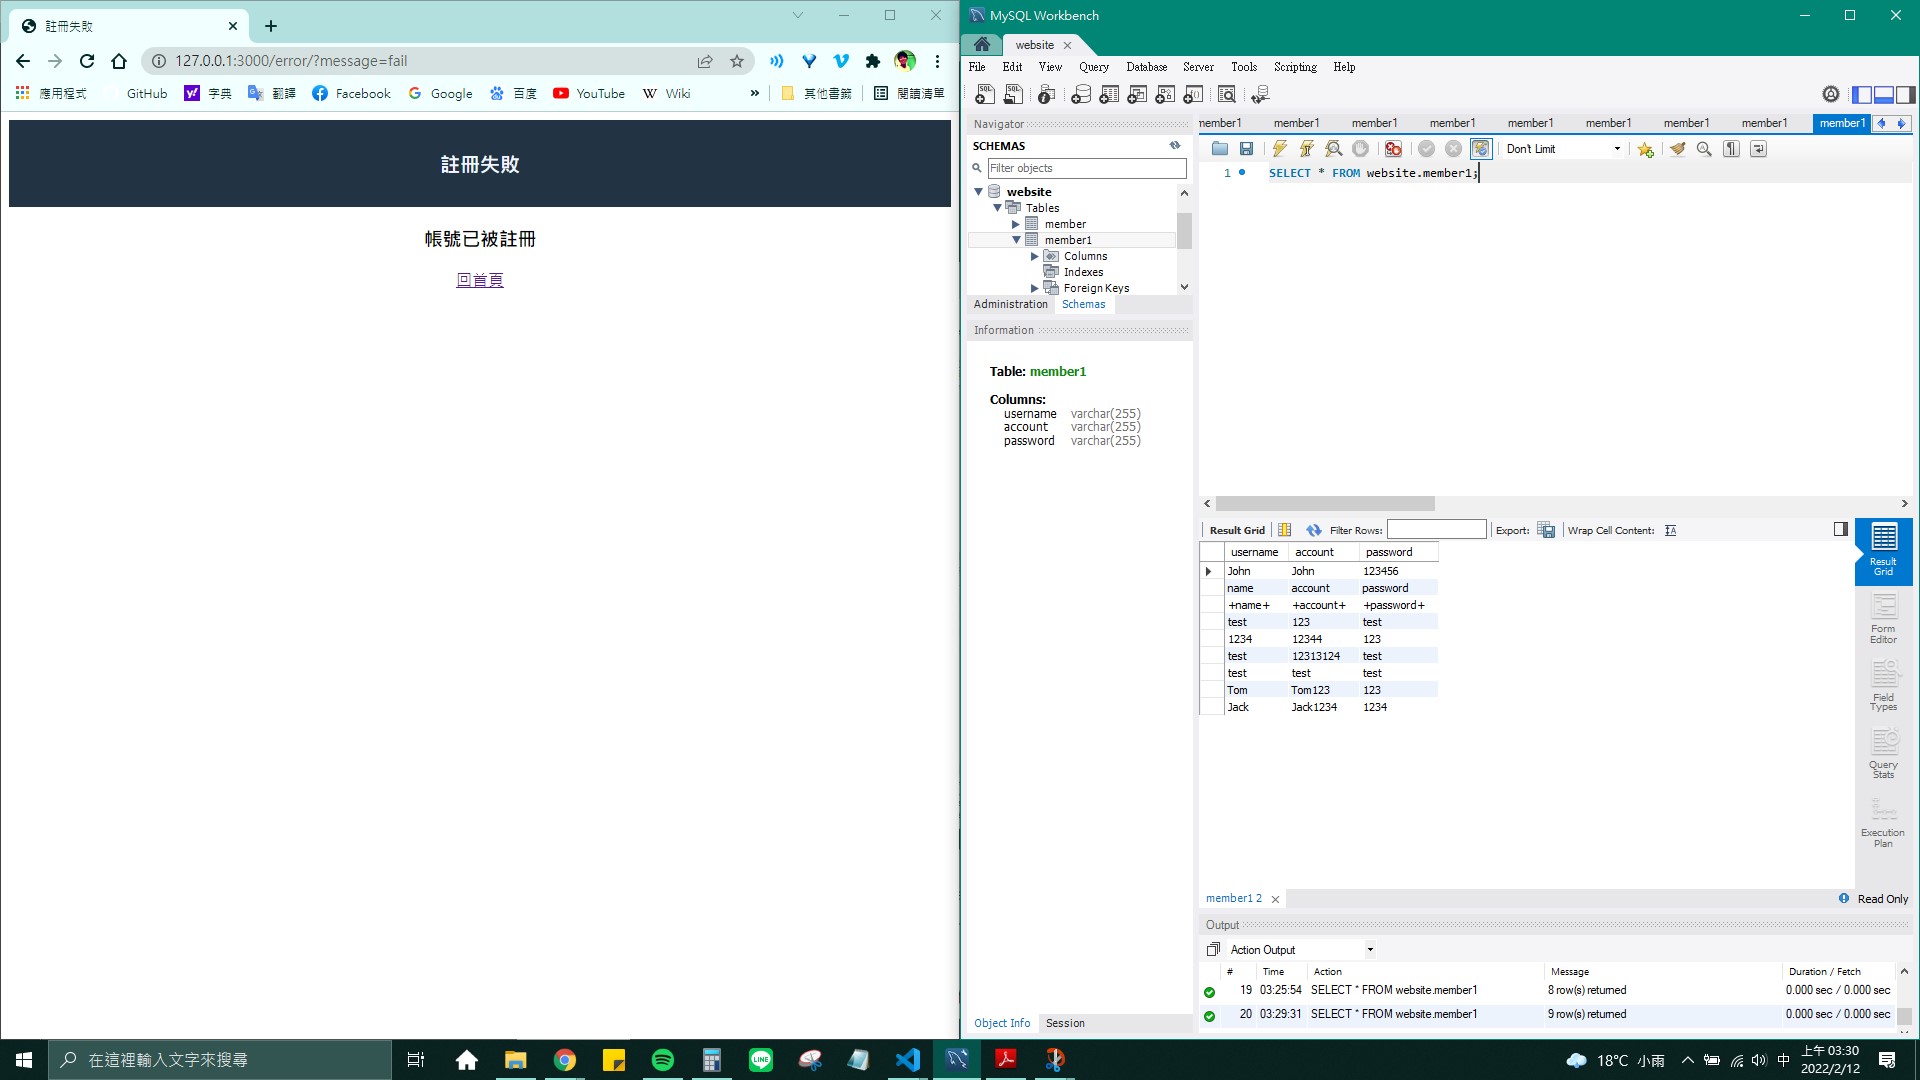 註冊失敗
127.0.0.1:3000/error/?message=fail
應用程式 GitHub 字典 翻譯 Facebook Google 百度 YouTube Wiki » 其他書籤 閱讀清單
註冊失敗
帳號已被註冊
回首頁
MySQL Workbench
website
File Edit View Query Database Server Tools Scripting Help
Navigator
SCHEMAS
Filter objects
website
Tables
member
member1
Columns
Indexes
Foreign Keys
Administration Schemas
Information
Table: member1
Columns:
username varchar(255)
account varchar(255)
password varchar(255)
Object Info Session
member1 member1 member1 member1 member1 member1 member1 member1 member1
Don't Limit
1 SELECT * FROM website.member1;
Result Grid Filter Rows: Export: Wrap Cell Content:
username account password
John John 123456
name account password
+name+ +account+ +password+
test 123 test
1234 12344 123
test 12313124 test
test test test
Tom Tom123 123
Jack Jack1234 1234
Result Grid
Form Editor
Field Types
Query Stats
Execution Plan
member1 2 Read Only
Output
Action Output
# Time Action Message Duration / Fetch
19 03:25:54 SELECT * FROM website.member1 8 row(s) returned 0.000 sec / 0.000 sec
20 03:29:31 SELECT * FROM website.member1 9 row(s) returned 0.000 sec / 0.000 sec
在這裡輸入文字來搜尋
LINE
18°C 小雨
中
上午 03:30
2022/2/12